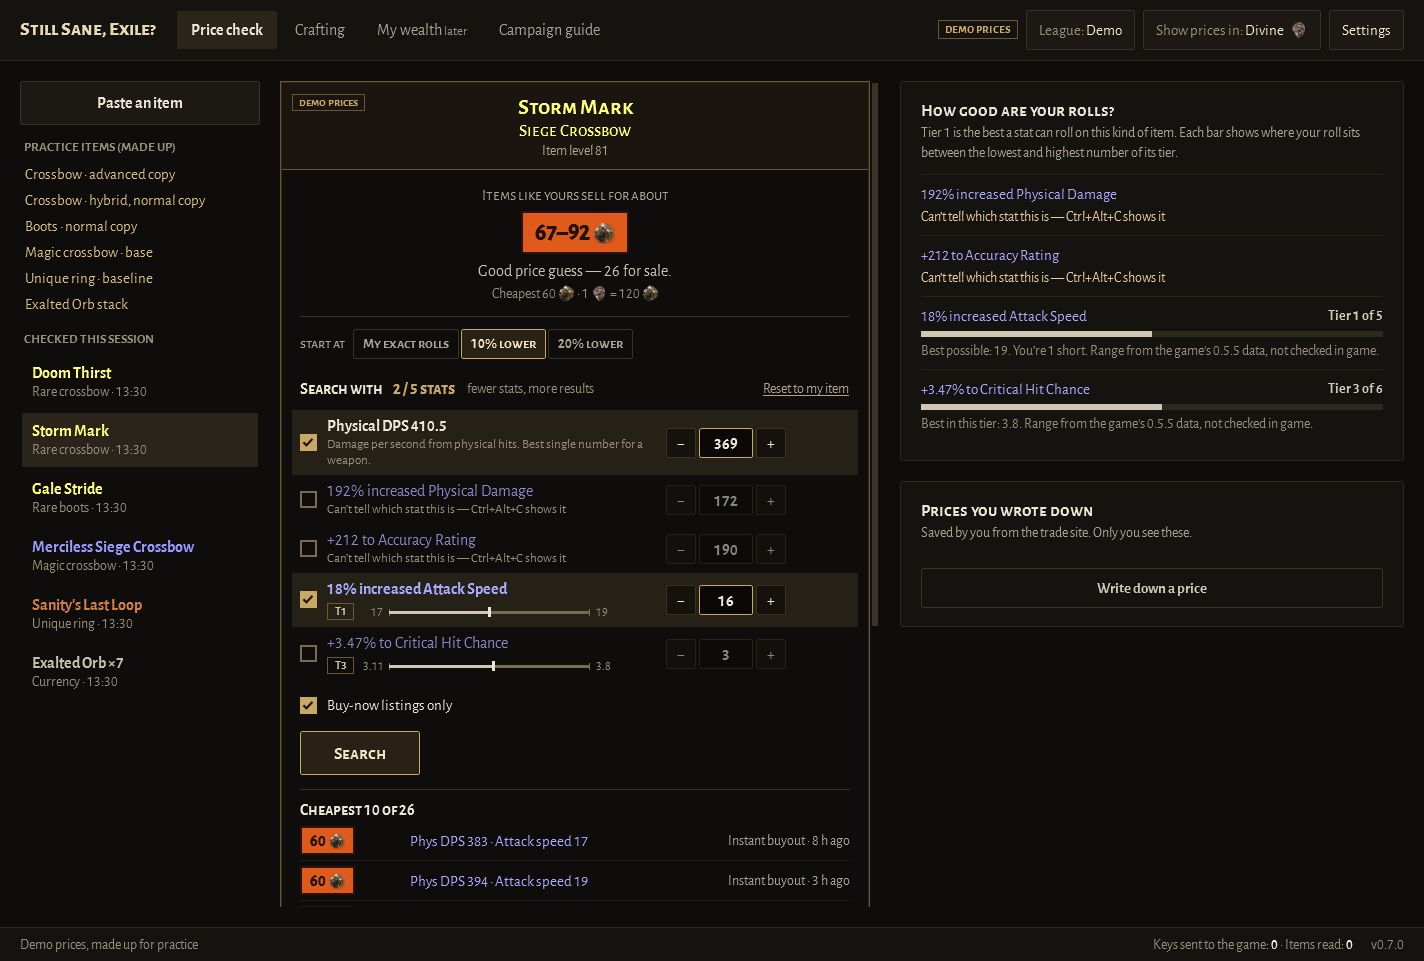 Still Sane, Exile?
Price check
Crafting
My wealth later
Campaign guide
DEMO PRICES
League: Demo
Show prices in: Divine
Settings
Paste an item
PRACTICE ITEMS (MADE UP)
Crossbow · advanced copy
Crossbow · hybrid, normal copy
Boots · normal copy
Magic crossbow · base
Unique ring · baseline
Exalted Orb stack
CHECKED THIS SESSION
Doom Thirst
Rare crossbow · 13:30
Storm Mark
Rare crossbow · 13:30
Gale Stride
Rare boots · 13:30
Merciless Siege Crossbow
Magic crossbow · 13:30
Sanity's Last Loop
Unique ring · 13:30
Exalted Orb ×7
Currency · 13:30
DEMO PRICES
Storm Mark
Siege Crossbow
Item level 81
Items like yours sell for about
67–92
Good price guess — 26 for sale.
Cheapest 60 · 1 = 120
START AT
My exact rolls
10% lower
20% lower
Search with 2 / 5 stats fewer stats, more results
Reset to my item
Physical DPS 410.5
Damage per second from physical hits. Best single number for a
weapon.
− 369 +
192% increased Physical Damage
Can't tell which stat this is — Ctrl+Alt+C shows it
− 172 +
+212 to Accuracy Rating
Can't tell which stat this is — Ctrl+Alt+C shows it
− 190 +
18% increased Attack Speed
T1 17 19
− 16 +
+3.47% to Critical Hit Chance
T3 3.11 3.8
− 3 +
Buy-now listings only
Search
Cheapest 10 of 26
60 Phys DPS 383 · Attack speed 17 Instant buyout · 8 h ago
60 Phys DPS 394 · Attack speed 19 Instant buyout · 3 h ago
How good are your rolls?
Tier 1 is the best a stat can roll on this kind of item. Each bar shows where your roll sits
between the lowest and highest number of its tier.
192% increased Physical Damage
Can't tell which stat this is — Ctrl+Alt+C shows it
+212 to Accuracy Rating
Can't tell which stat this is — Ctrl+Alt+C shows it
18% increased Attack Speed Tier 1 of 5
Best possible: 19. You're 1 short. Range from the game's 0.5.5 data, not checked in game.
+3.47% to Critical Hit Chance Tier 3 of 6
Best in this tier: 3.8. Range from the game's 0.5.5 data, not checked in game.
Prices you wrote down
Saved by you from the trade site. Only you see these.
Write down a price
Demo prices, made up for practice
Keys sent to the game: 0 · Items read: 0 v0.7.0